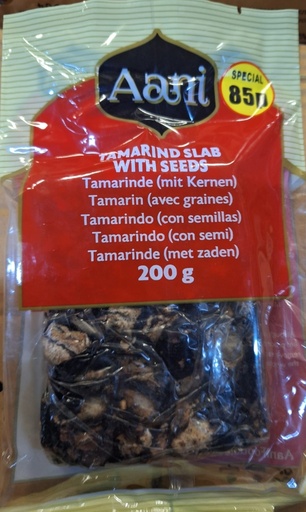 Aani
SPECIAL
85p
TAMARIND SLAB
WITH SEEDS
Tamarinde (mit Kernen)
Tamarin (avec graines)
Tamarindo (con semillas)
Tamarindo (con semi)
Tamarinde (met zaden)
200 g